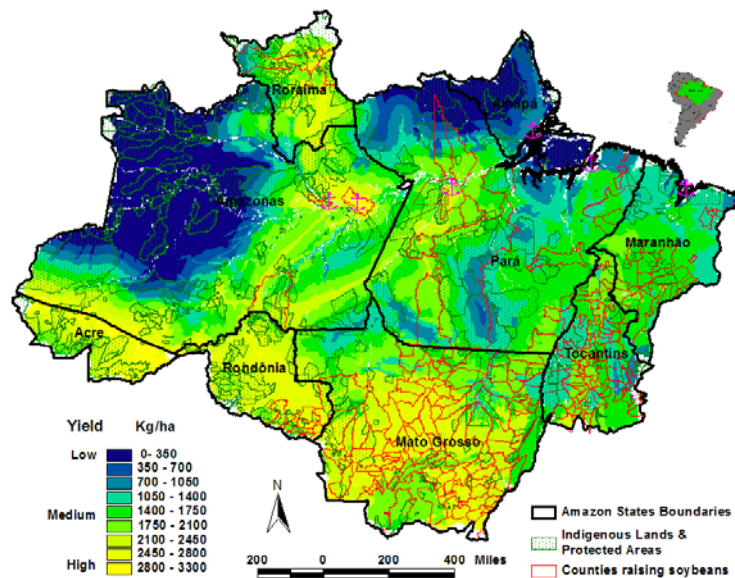 Roraima
Amapá
Amazonas
Pará
Maranhão
Acre
Rondônia
Tocantins
Mato Grosso
Yield Kg/ha
Low 0- 350
350 - 700
700 - 1050
1050 - 1400
Medium 1400 - 1750
1750 - 2100
2100 - 2450
2450 - 2800
High 2800 - 3300
N
200 0 200 400 Miles
Amazon States Boundaries
Indigenous Lands &
Protected Areas
Counties raising soybeans